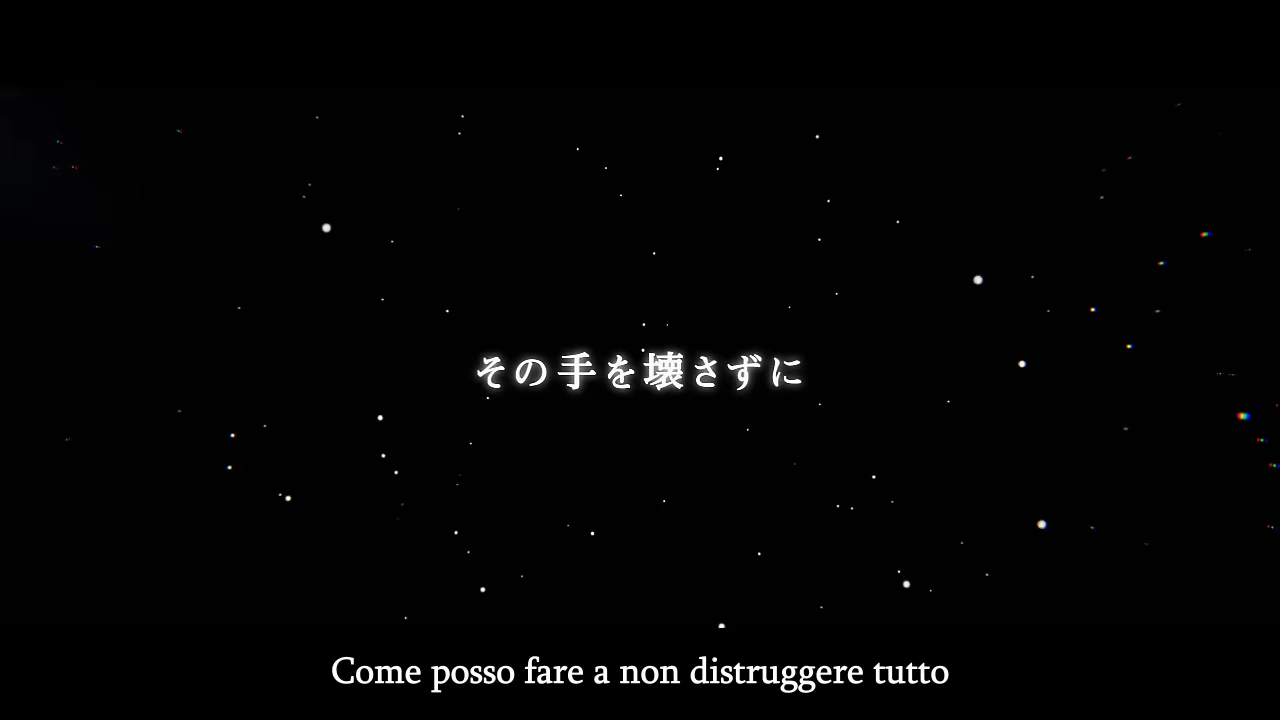 その手を壊さずに
Come posso fare a non distruggere tutto